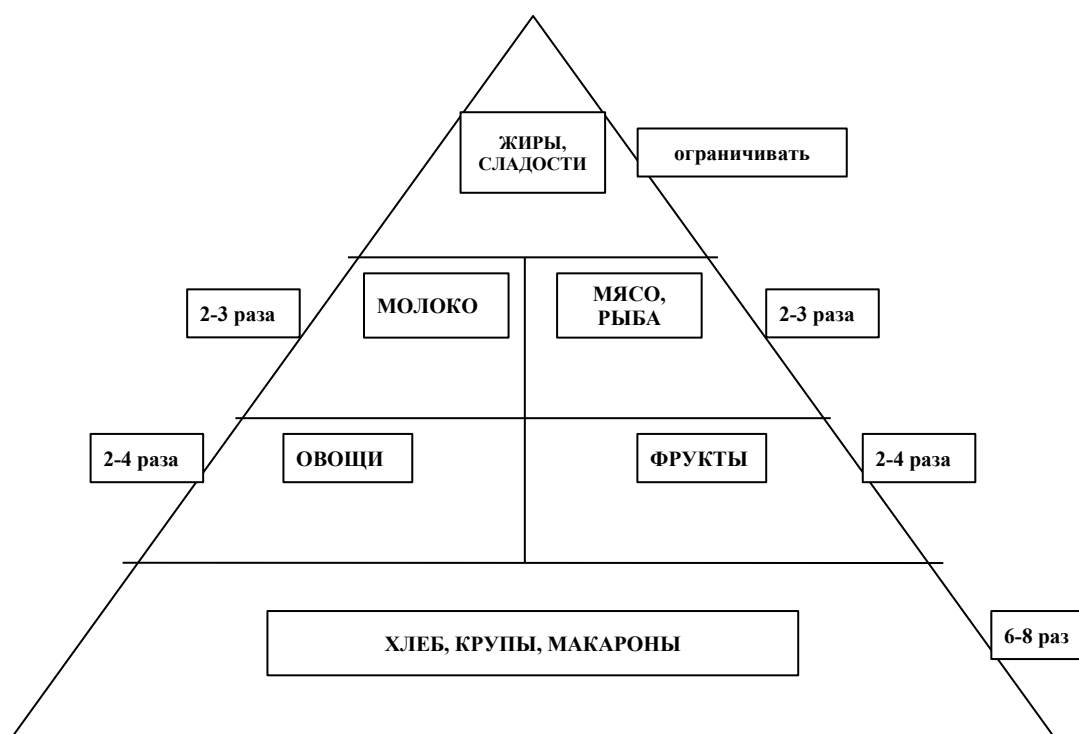 ЖИРЫ,
СЛАДОСТИ
ограничивать
2-3 раза
МОЛОКО
МЯСО,
РЫБА
2-3 раза
2-4 раза
ОВОЩИ
ФРУКТЫ
2-4 раза
ХЛЕБ, КРУПЫ, МАКАРОНЫ
6-8 раз